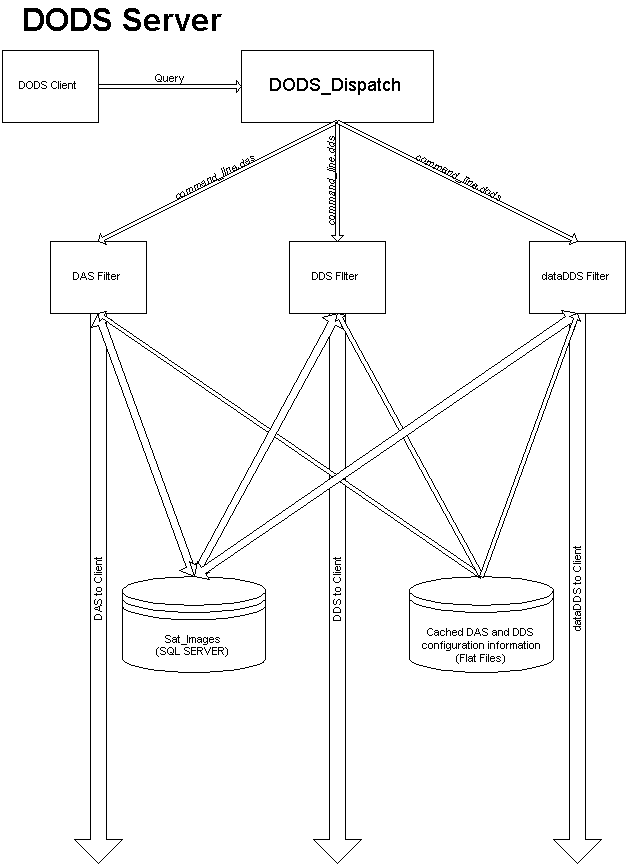 DODS Server
DODS Client
Query
DODS_Dispatch
command_line.das
command_line.dds
command_line.dods
DAS Filter
DDS FIlter
dataDDS Filter
DAS to Client
DDS to Client
dataDDS to Client
Sat_Images
(SQL SERVER)
Cached DAS and DDS
configuration information
(Flat Files)